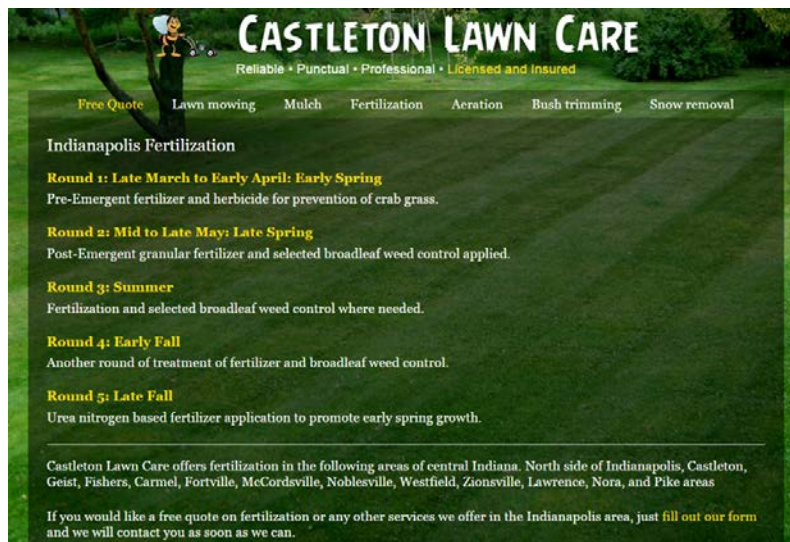 CASTLETON LAWN CARE
Reliable • Punctual • Professional • Licensed and Insured
Free Quote Lawn mowing Mulch Fertilization Aeration Bush trimming Snow removal
Indianapolis Fertilization
Round 1: Late March to Early April: Early Spring
Pre-Emergent fertilizer and herbicide for prevention of crab grass.
Round 2: Mid to Late May: Late Spring
Post-Emergent granular fertilizer and selected broadleaf weed control applied.
Round 3: Summer
Fertilization and selected broadleaf weed control where needed.
Round 4: Early Fall
Another round of treatment of fertilizer and broadleaf weed control.
Round 5: Late Fall
Urea nitrogen based fertilizer application to promote early spring growth.
Castleton Lawn Care offers fertilization in the following areas of central Indiana. North side of Indianapolis, Castleton,
Geist, Fishers, Carmel, Fortville, McCordsville, Noblesville, Westfield, Zionsville, Lawrence, Nora, and Pike areas
If you would like a free quote on fertilization or any other services we offer in the Indianapolis area, just fill out our form
and we will contact you as soon as we can.